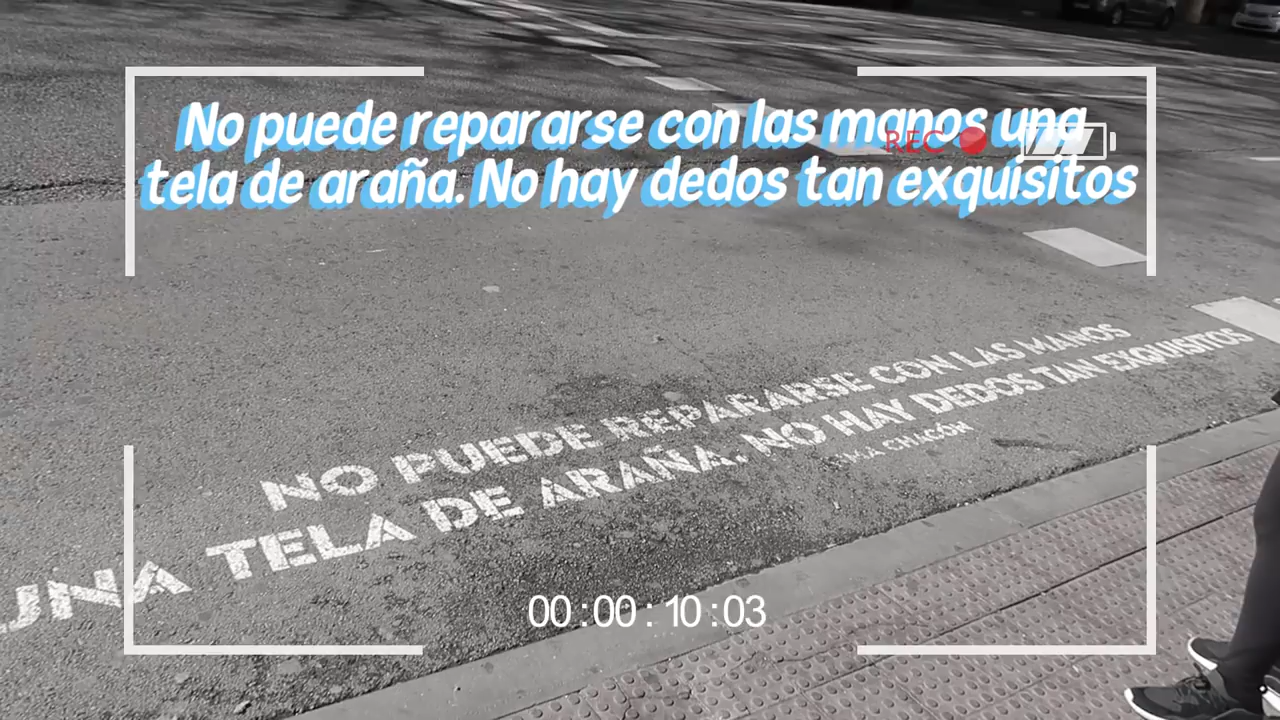 No puede repararse con las manos una
REC
tela de araña. No hay dedos tan exquisitos
NO PUEDE REPARARSE CON LAS MANOS
UNA TELA DE ARAÑA. NO HAY DEDOS TAN EXQUISITOS
CHACÓN
00:00:10:03